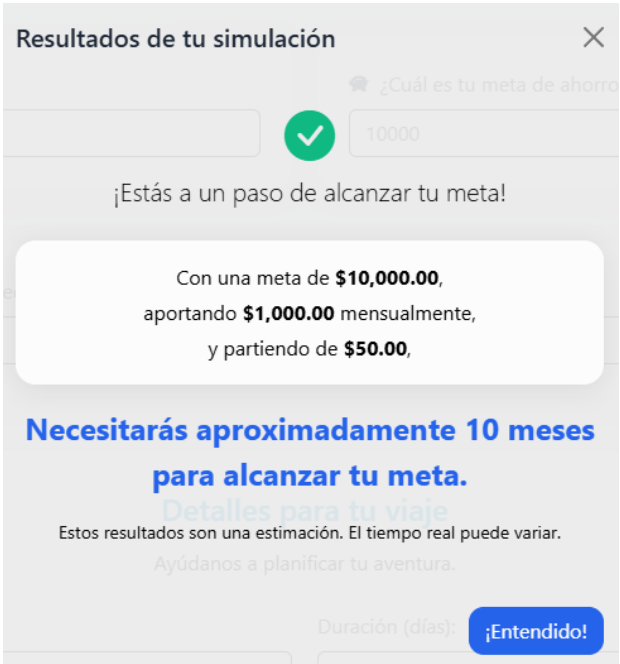 Resultados de tu simulación
¿Cuál es tu meta de ahorro
10000
¡Estás a un paso de alcanzar tu meta!
Con una meta de $10,000.00,
aportando $1,000.00 mensualmente,
y partiendo de $50.00,
Necesitarás aproximadamente 10 meses
para alcanzar tu meta.
Detalles para tu viaje
Estos resultados son una estimación. El tiempo real puede variar.
Ayúdanos a planificar tu aventura.
Duración (días):
¡Entendido!